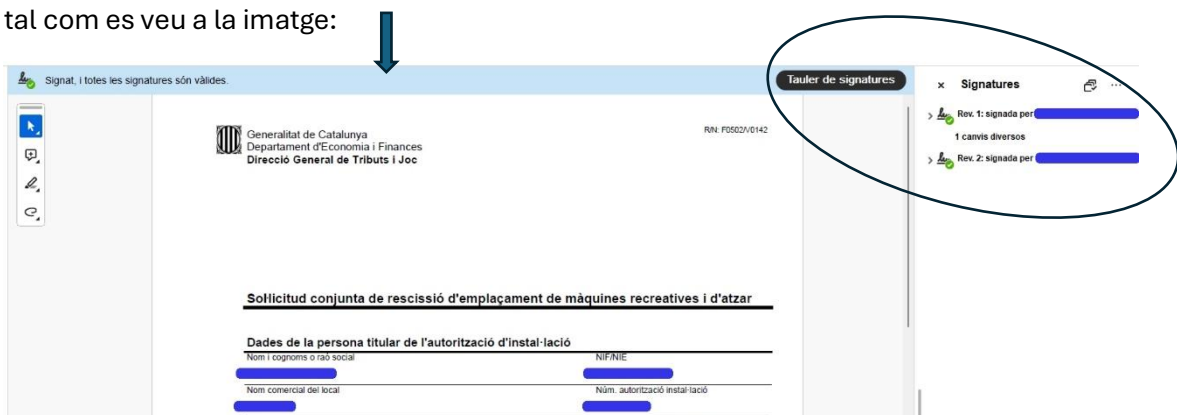 tal com es veu a la imatge:
Signat, i totes les signatures són vàlides.
Tauler de signatures
Signatures
Rev. 1: signada per
1 canvis diversos
Rev. 2: signada per
Generalitat de Catalunya
Departament d'Economia i Finances
Direcció General de Tributs i Joc
R/N: F0502/V0142
Sol·licitud conjunta de rescissió d'emplaçament de màquines recreatives i d'atzar
Dades de la persona titular de l'autorització d'instal·lació
Nom i cognoms o raó social
NIF/NIE
Nom comercial del local
Núm. autorització instal·lació